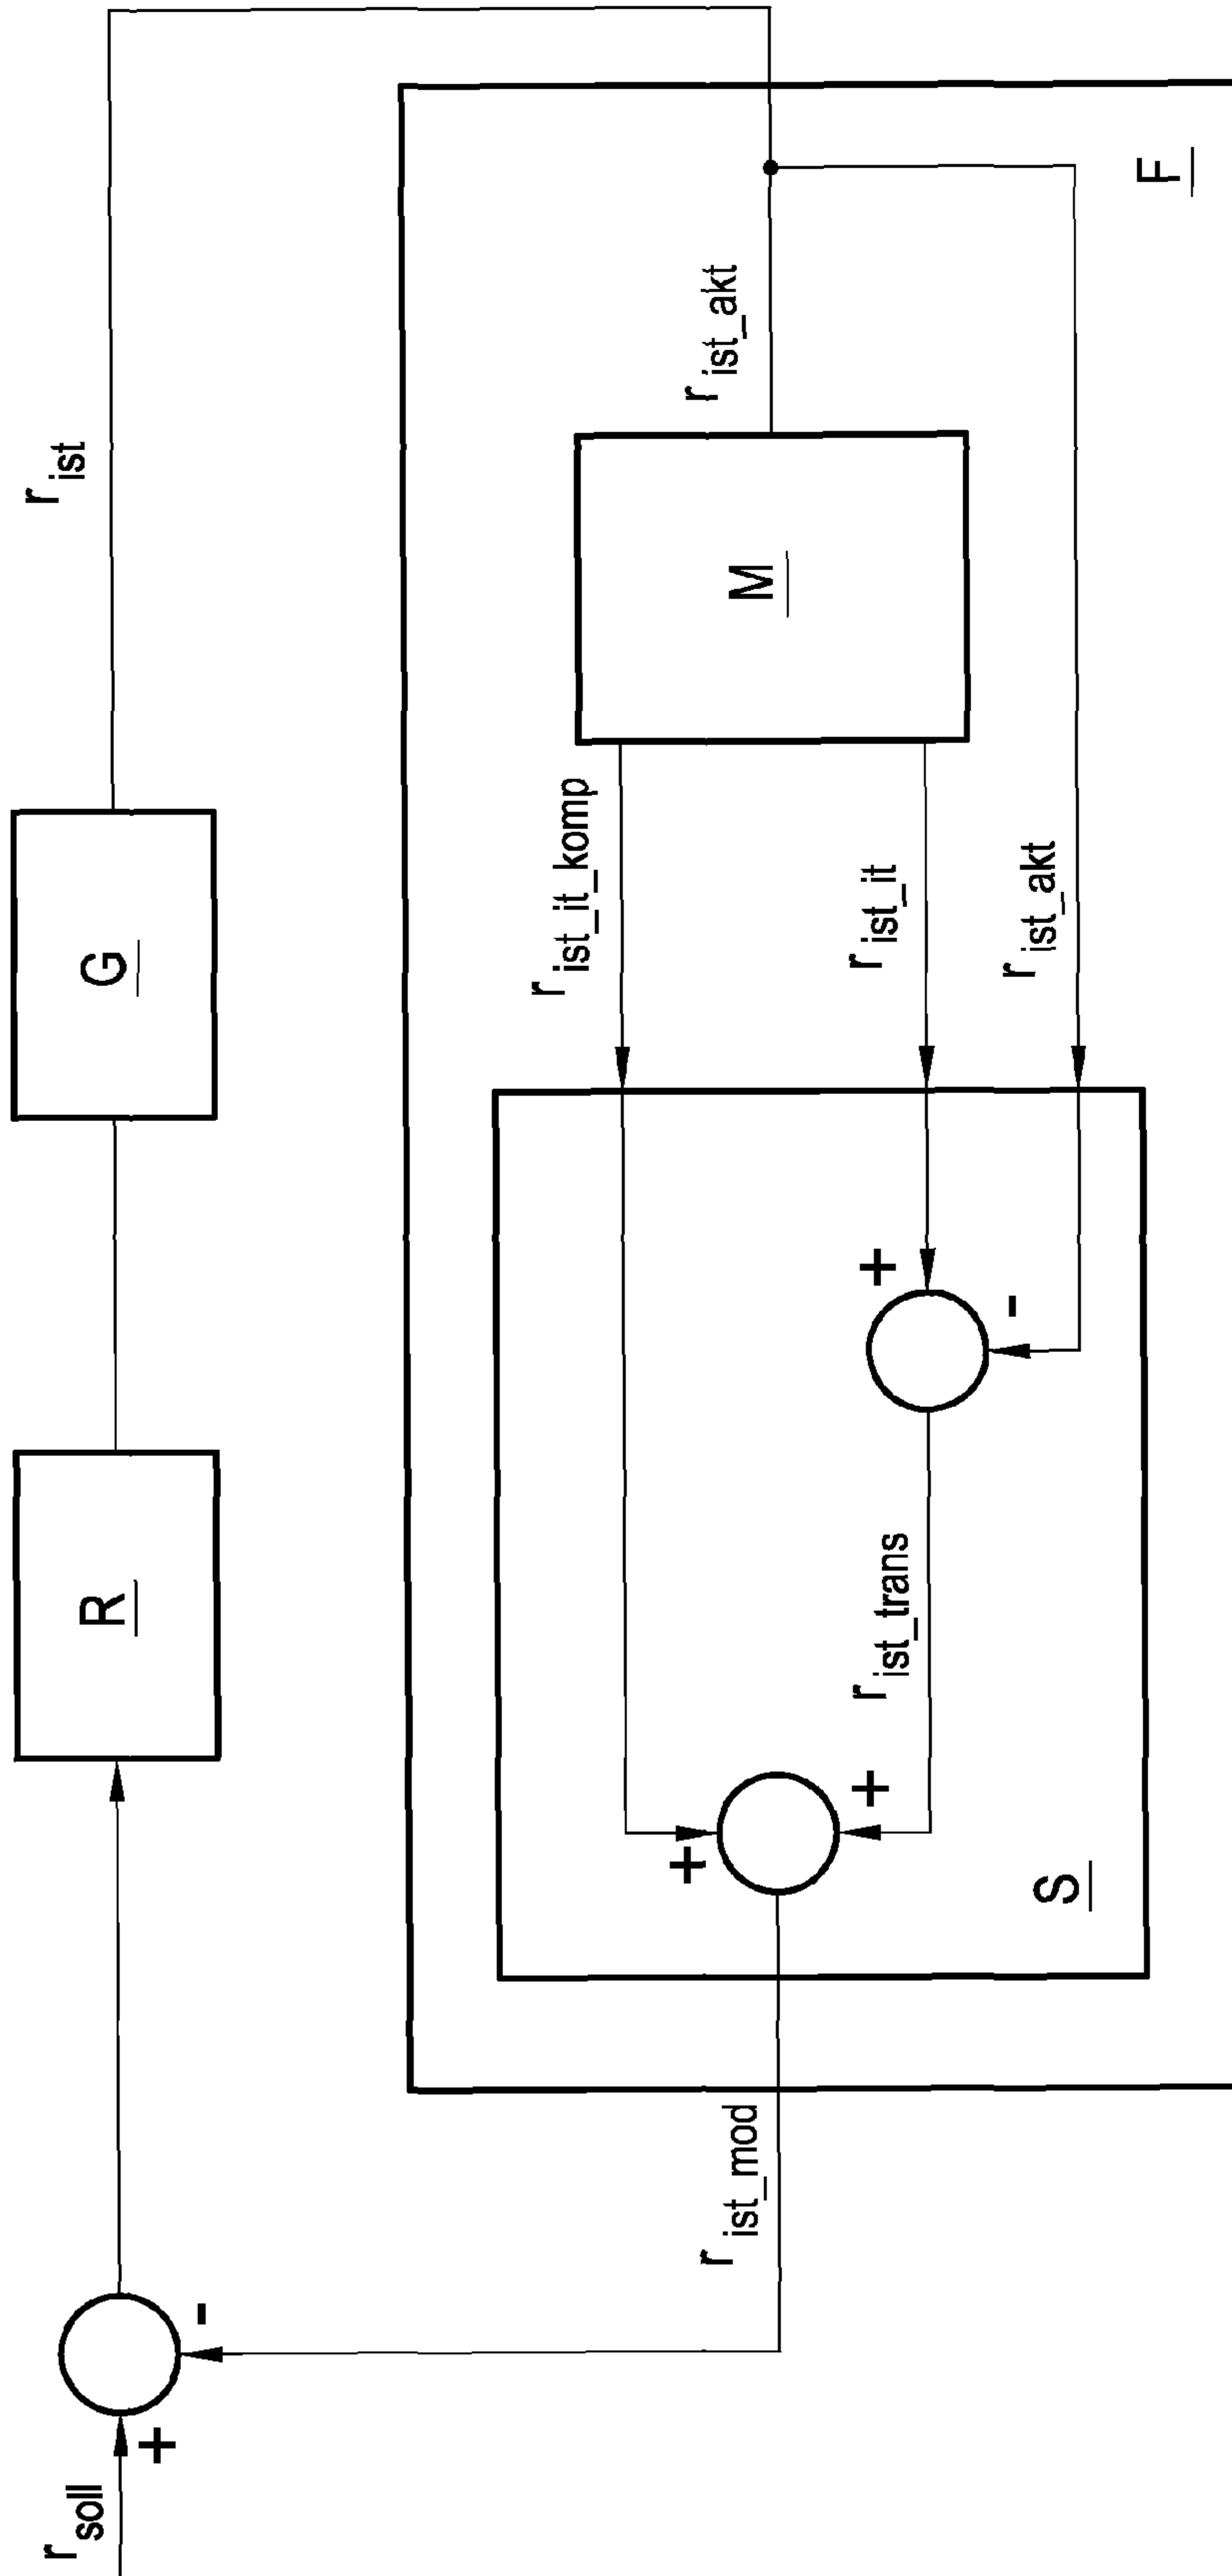 r_soll
+
-
R
G
r_ist
r_ist_mod
S
+
+
r_ist_trans
+
-
r_ist_it_komp
r_ist_it
r_ist_akt
M
r_ist_akt
F